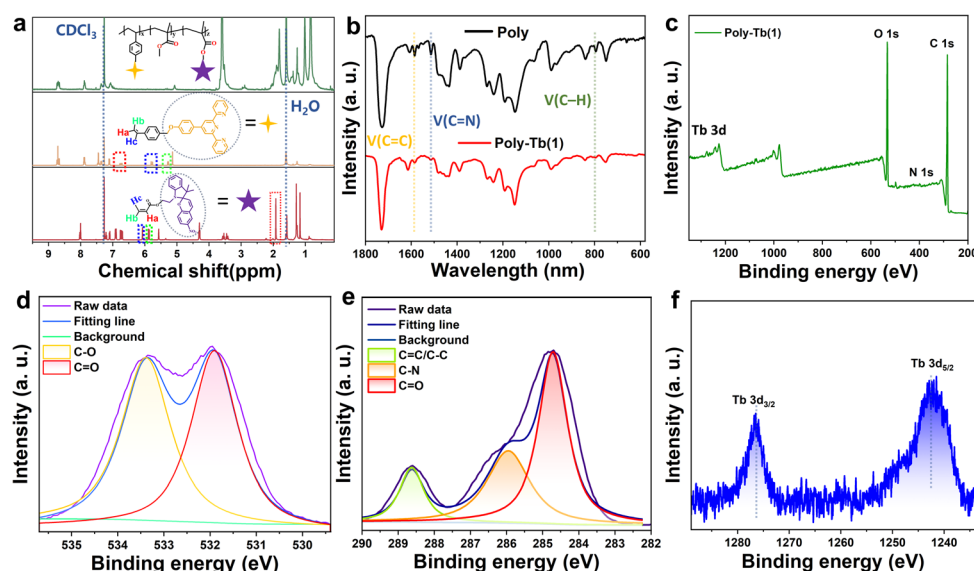 a
CDCl₃
H₂O
Hb
Ha
Hc
=
Hc
Hb
Ha
=
8 7 6 5 4 3 2 1
Chemical shift(ppm)
b
Intensity (a. u.)
Poly
V(C=C)
V(C=N)
V(C–H)
Poly-Tb(1)
1800 1600 1400 1200 1000 800 600
Wavelength (nm)
c
Intensity (a. u.)
Poly-Tb(1)
O 1s
C 1s
Tb 3d
N 1s
1200 1000 800 600 400 200
Binding energy (eV)
d
Intensity (a. u.)
Raw data
Fitting line
Background
C-O
C=O
535 534 533 532 531 530
Binding energy (eV)
e
Intensity (a. u.)
Raw data
Fitting line
Background
C=C/C-C
C-N
C=O
290 289 288 287 286 285 284 283 282
Binding energy (eV)
f
Intensity (a. u.)
Tb 3d₃/₂
Tb 3d₅/₂
1280 1270 1260 1250 1240
Binding energy (eV)